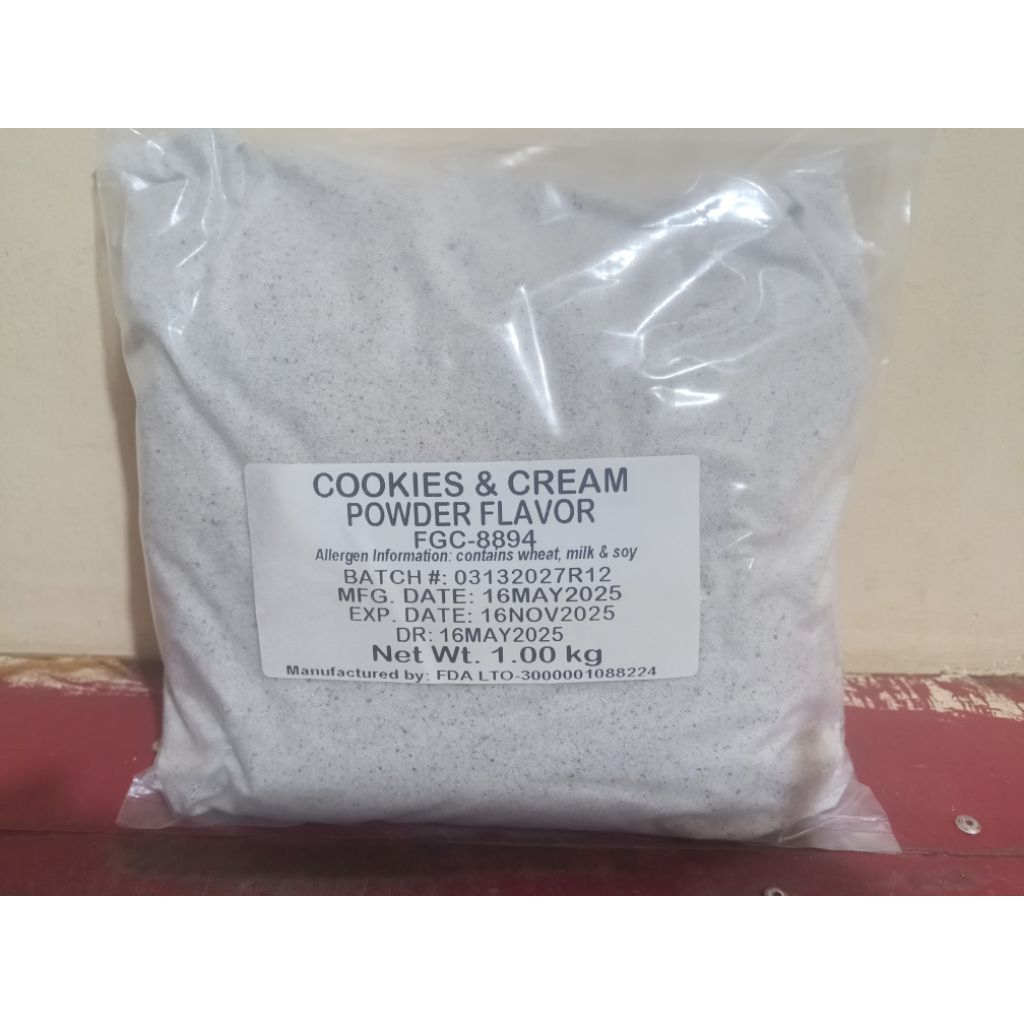 COOKIES & CREAM
POWDER FLAVOR
FGC-8894
Allergen Information: contains wheat, milk & soy
BATCH #: 03132027R12
MFG. DATE: 16MAY2025
EXP. DATE: 16NOV2025
DR: 16MAY2025
Net Wt. 1.00 kg
Manufactured by: FDA LTO-3000001088224